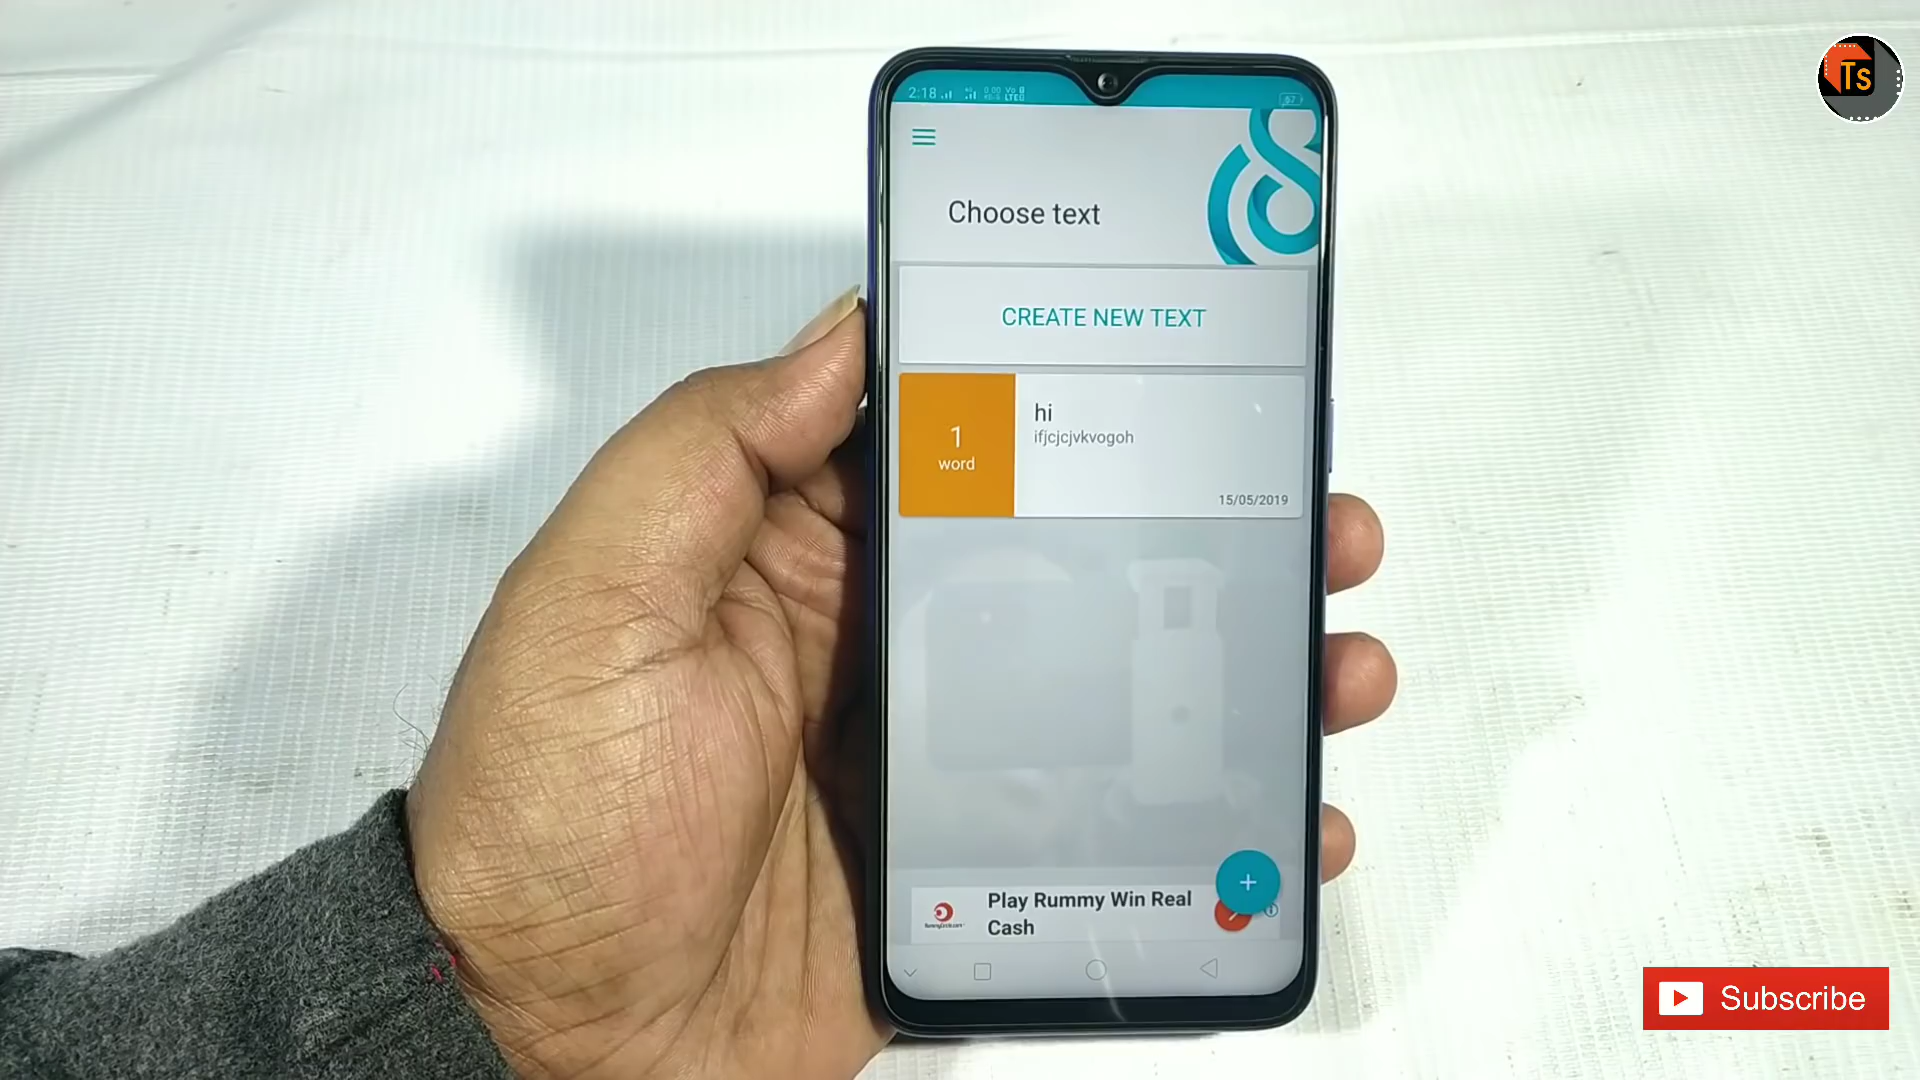 Ts
2:18
67
Choose text
CREATE NEW TEXT
1
word
hi
ifjcjcjvkvogoh
15/05/2019
Play Rummy Win Real
Cash
Subscribe